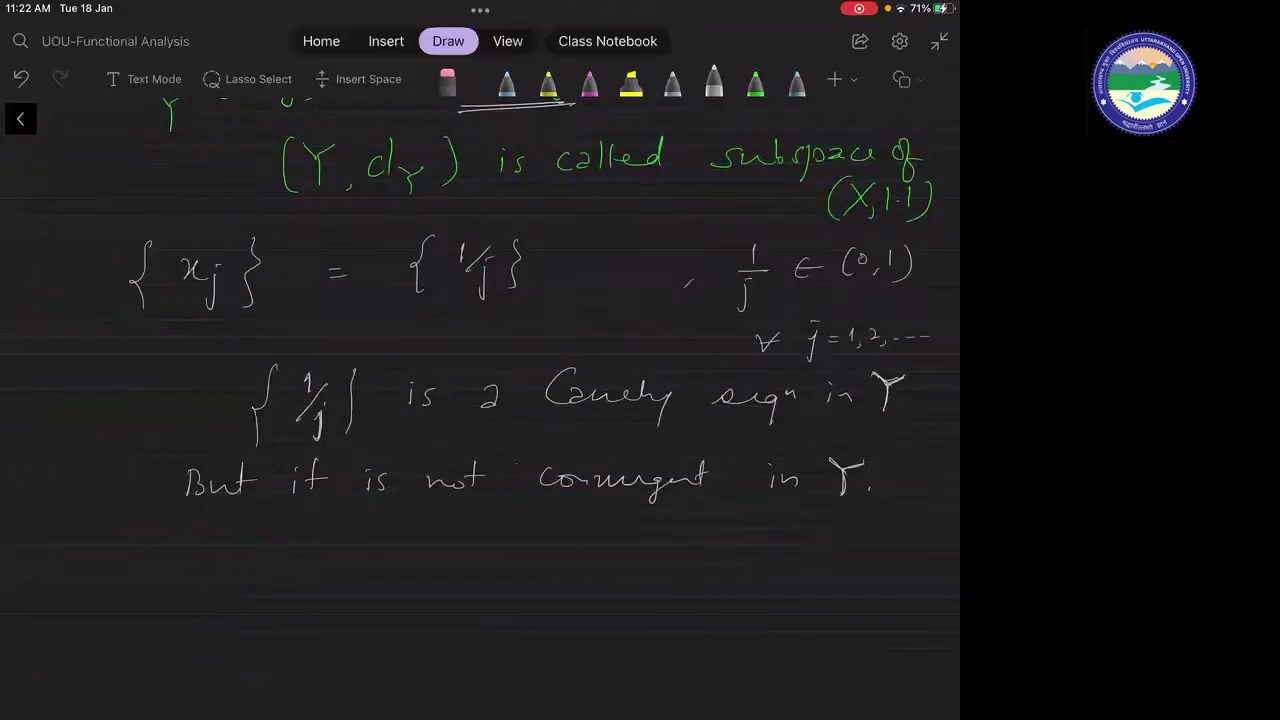 11:22 AM Tue 18 Jan 71%
UOU-Functional Analysis Home Insert Draw View Class Notebook
Text Mode Lasso Select Insert Space
(Y, d_Y) is called subspace of
(X, |·|)
{x_j} = {1/j} , 1/j ∈ (0,1)
∀ j = 1, 2, ----
{1/j} is a Cauchy seqn in Y
But it is not convergent in Y.